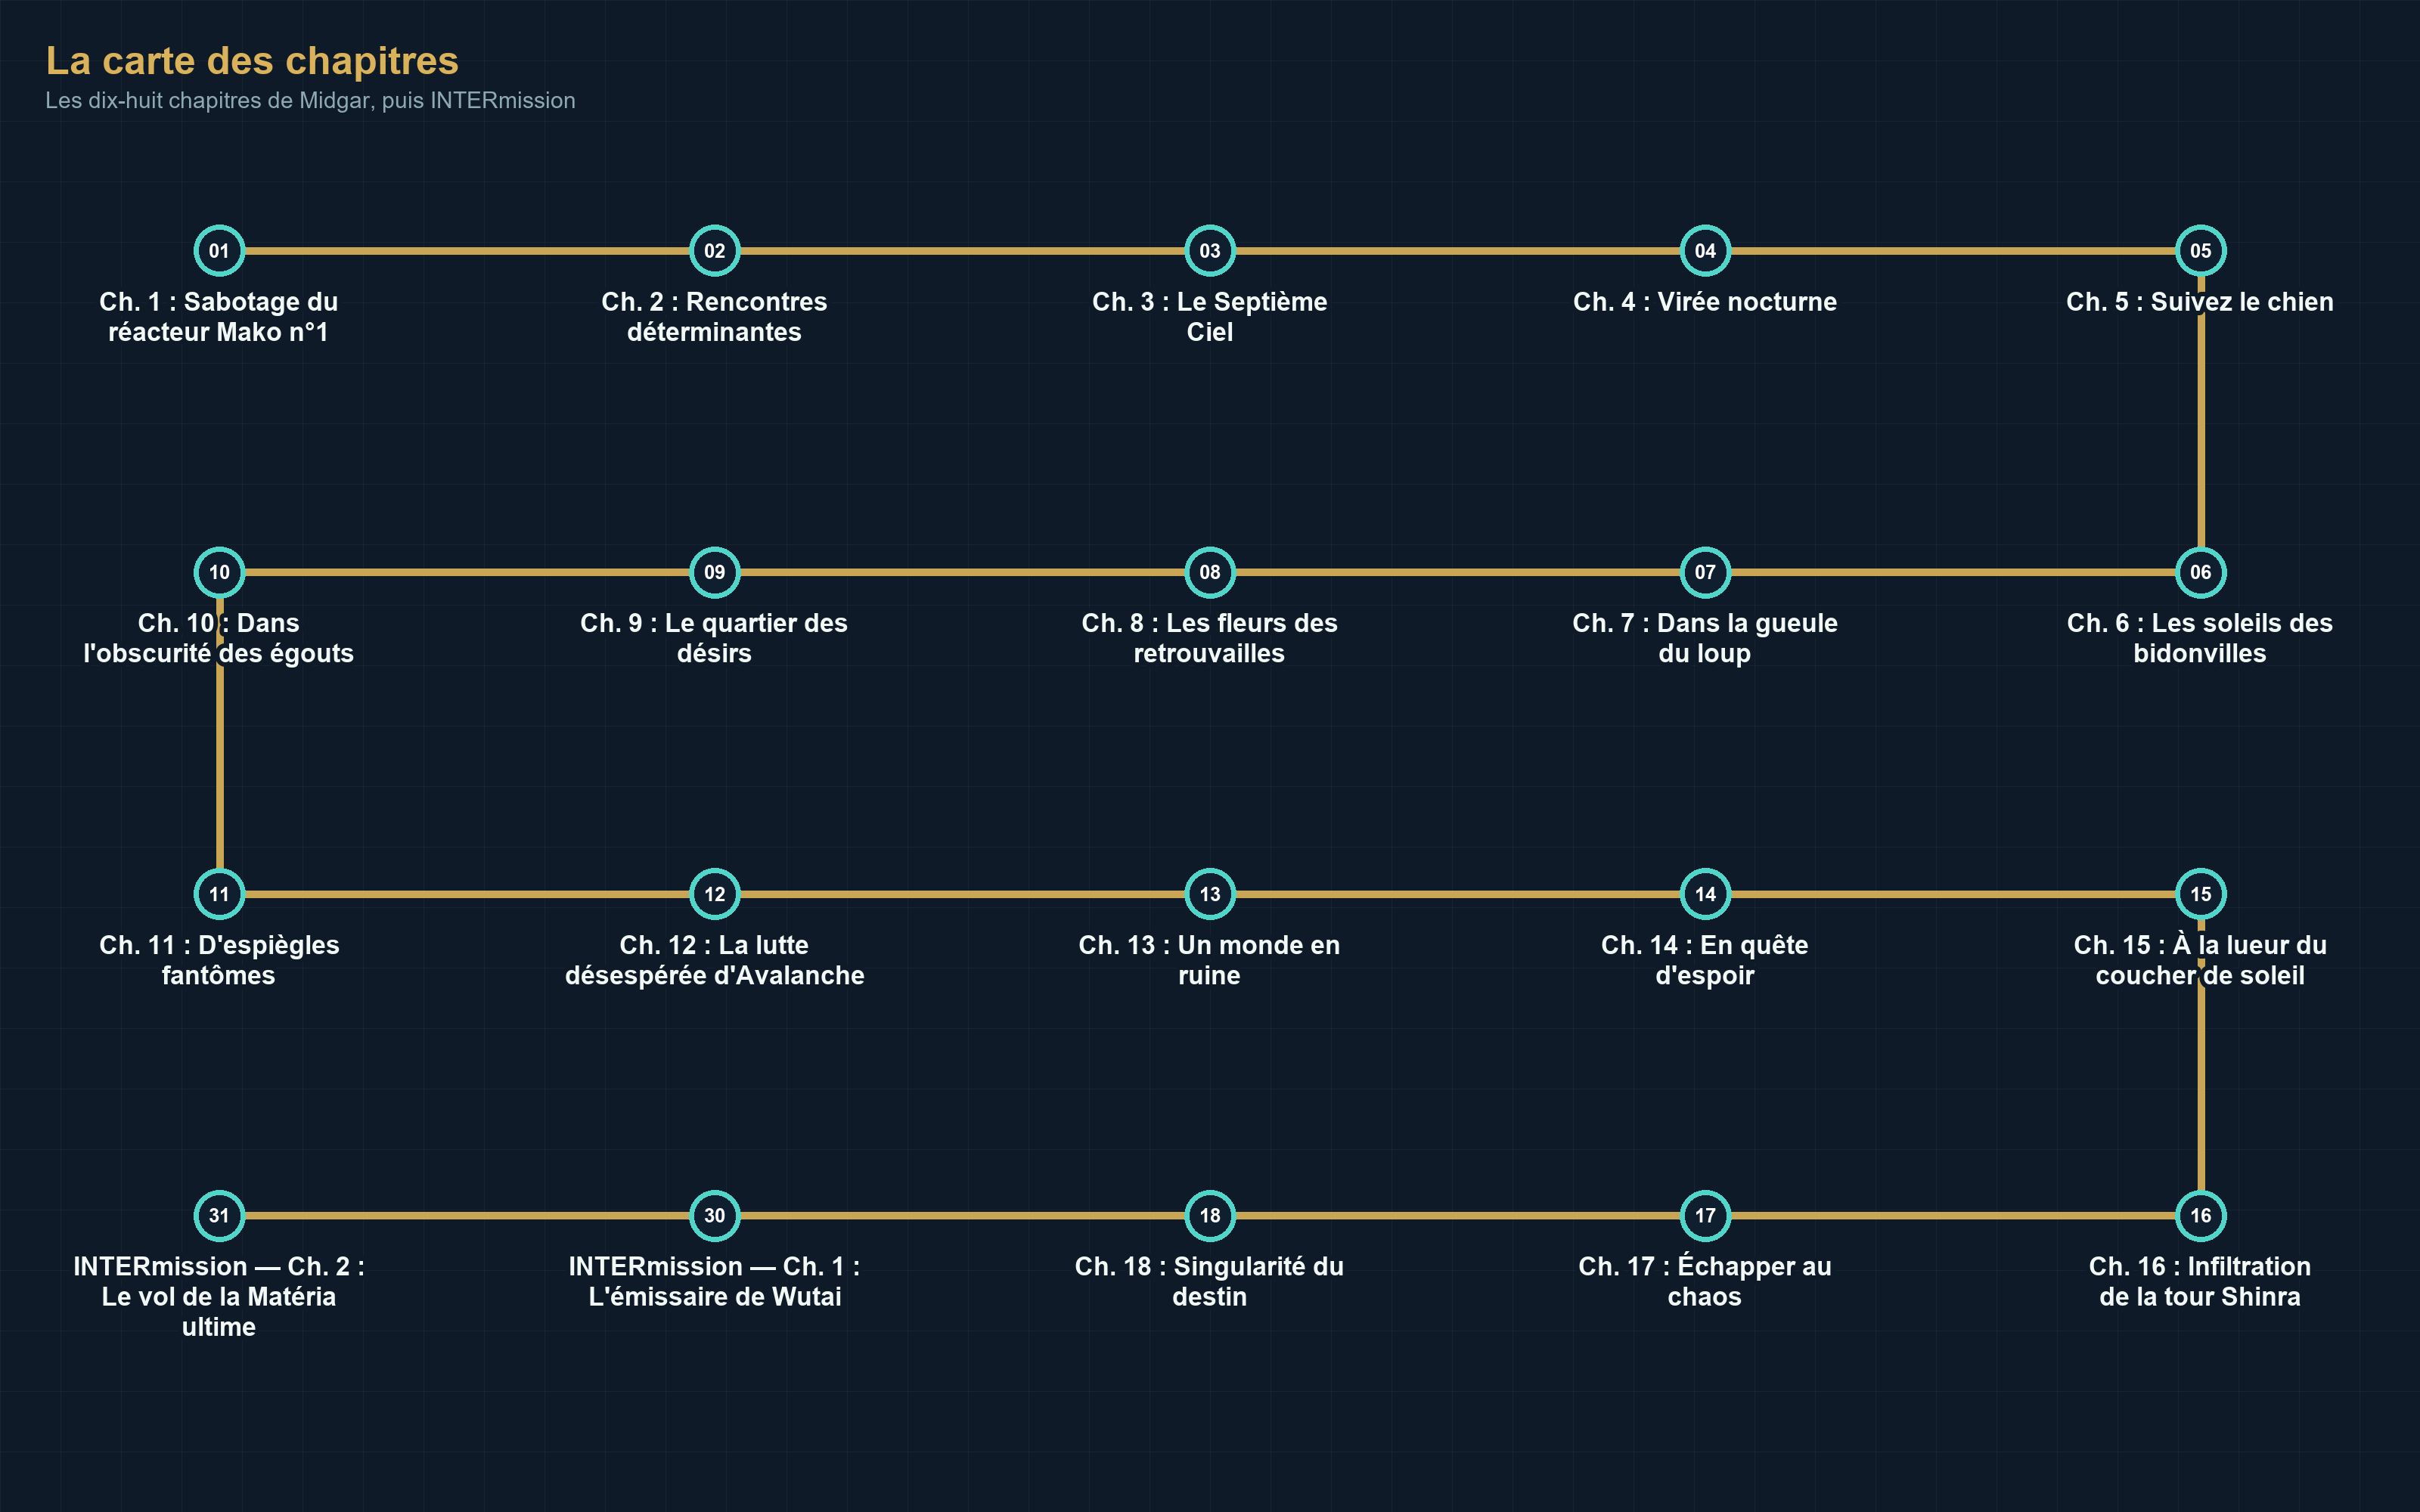 La carte des chapitres
Les dix-huit chapitres de Midgar, puis INTERmission
01
Ch. 1 : Sabotage du
réacteur Mako n°1
02
Ch. 2 : Rencontres
déterminantes
03
Ch. 3 : Le Septième
Ciel
04
Ch. 4 : Virée nocturne
05
Ch. 5 : Suivez le chien
10
Ch. 10 : Dans
l'obscurité des égouts
09
Ch. 9 : Le quartier des
désirs
08
Ch. 8 : Les fleurs des
retrouvailles
07
Ch. 7 : Dans la gueule
du loup
06
Ch. 6 : Les soleils des
bidonvilles
11
Ch. 11 : D'espiègles
fantômes
12
Ch. 12 : La lutte
désespérée d'Avalanche
13
Ch. 13 : Un monde en
ruine
14
Ch. 14 : En quête
d'espoir
15
Ch. 15 : À la lueur du
coucher de soleil
31
INTERmission — Ch. 2 :
Le vol de la Matéria
ultime
30
INTERmission — Ch. 1 :
L'émissaire de Wutai
18
Ch. 18 : Singularité du
destin
17
Ch. 17 : Échapper au
chaos
16
Ch. 16 : Infiltration
de la tour Shinra